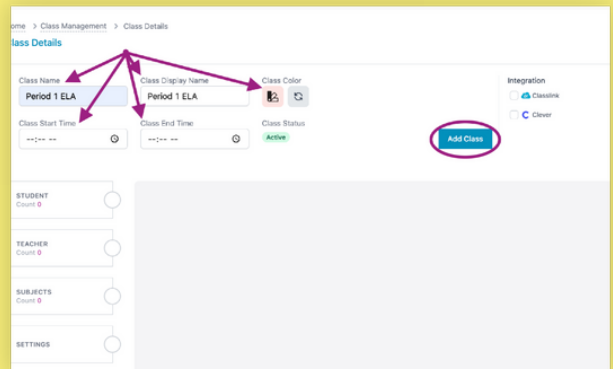 ome > Class Management > Class Details
lass Details
Class Name
Class Display Name
Class Color
Integration
Period 1 ELA
Period 1 ELA
Classlink
Clever
Class Start Time
Class End Time
Class Status
--:-- --
--:-- --
Active
Add Class
STUDENT
Count 0
TEACHER
Count 0
SUBJECTS
Count 0
SETTINGS